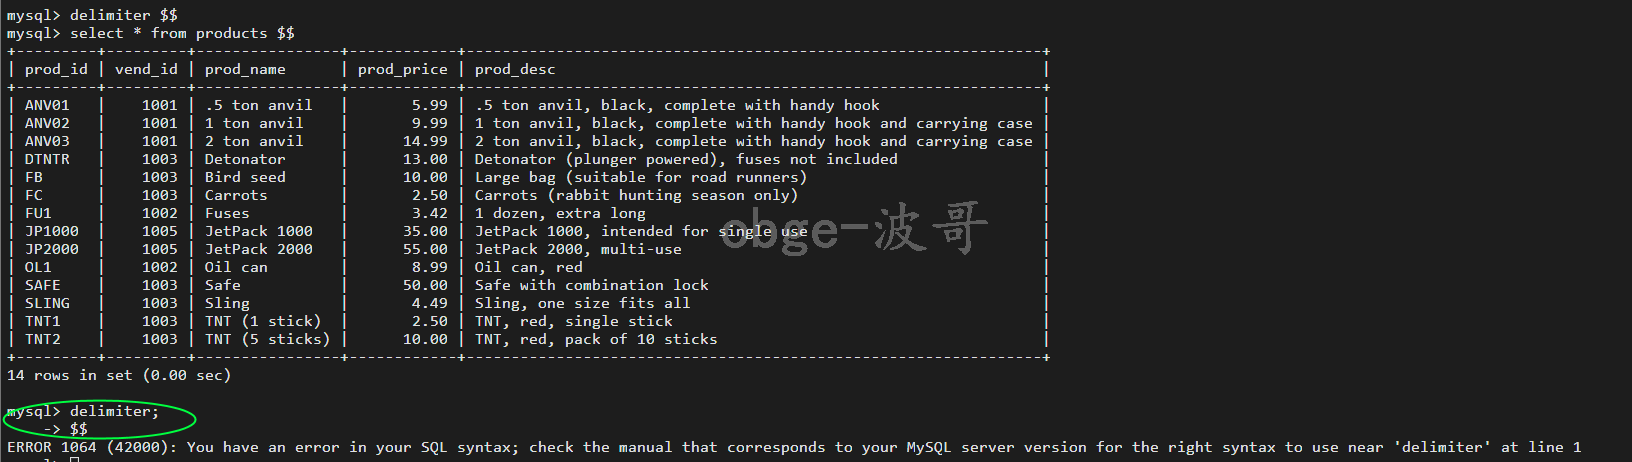 mysql> delimiter $$
mysql> select * from products $$
+---------+---------+----------------+------------+----------------------------------------------------------------+
| prod_id | vend_id | prod_name      | prod_price | prod_desc                                                      |
+---------+---------+----------------+------------+----------------------------------------------------------------+
| ANV01   |    1001 | .5 ton anvil   |       5.99 | .5 ton anvil, black, complete with handy hook                  |
| ANV02   |    1001 | 1 ton anvil    |       9.99 | 1 ton anvil, black, complete with handy hook and carrying case |
| ANV03   |    1001 | 2 ton anvil    |      14.99 | 2 ton anvil, black, complete with handy hook and carrying case |
| DTNTR   |    1003 | Detonator      |      13.00 | Detonator (plunger powered), fuses not included                |
| FB      |    1003 | Bird seed      |      10.00 | Large bag (suitable for road runners)                          |
| FC      |    1003 | Carrots        |       2.50 | Carrots (rabbit hunting season only)                           |
| FU1     |    1002 | Fuses          |       3.42 | 1 dozen, extra long                                            |
| JP1000  |    1005 | JetPack 1000   |      35.00 | JetPack 1000, intended for single use                          |
| JP2000  |    1005 | JetPack 2000   |      55.00 | JetPack 2000, multi-use                                        |
| OL1     |    1002 | Oil can        |       8.99 | Oil can, red                                                   |
| SAFE    |    1003 | Safe           |      50.00 | Safe with combination lock                                     |
| SLING   |    1003 | Sling          |       4.49 | Sling, one size fits all                                       |
| TNT1    |    1003 | TNT (1 stick)  |       2.50 | TNT, red, single stick                                         |
| TNT2    |    1003 | TNT (5 sticks) |      10.00 | TNT, red, pack of 10 sticks                                    |
+---------+---------+----------------+------------+----------------------------------------------------------------+
14 rows in set (0.00 sec)
obge-波哥
mysql> delimiter;
    -> $$
ERROR 1064 (42000): You have an error in your SQL syntax; check the manual that corresponds to your MySQL server version for the right syntax to use near 'delimiter' at line 1